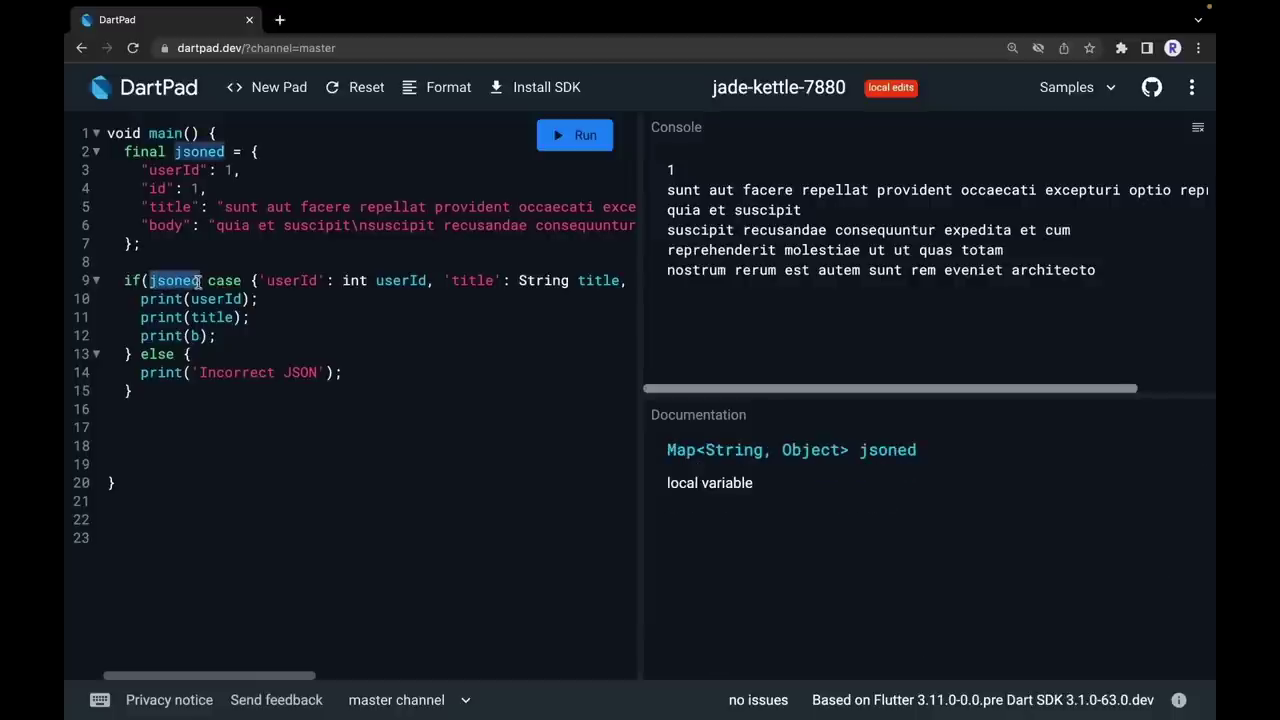 DartPad
dartpad.dev/?channel=master
R
DartPad
<> New Pad
Reset
Format
Install SDK
jade-kettle-7880
local edits
Samples
1 void main() {
2 final jsoned = {
3 "userId": 1,
4 "id": 1,
5 "title": "sunt aut facere repellat provident occaecati exce
6 "body": "quia et suscipit\nsuscipit recusandae consequuntur
7 };
8
9 if(jsoned case {'userId': int userId, 'title': String title,
10 print(userId);
11 print(title);
12 print(b);
13 } else {
14 print('Incorrect JSON');
15 }
16
17
18
19
20 }
21
22
23
Run
Console
1
sunt aut facere repellat provident occaecati excepturi optio repr
quia et suscipit
suscipit recusandae consequuntur expedita et cum
reprehenderit molestiae ut ut quas totam
nostrum rerum est autem sunt rem eveniet architecto
Documentation
Map<String, Object> jsoned
local variable
Privacy notice
Send feedback
master channel
no issues
Based on Flutter 3.11.0-0.0.pre Dart SDK 3.1.0-63.0.dev